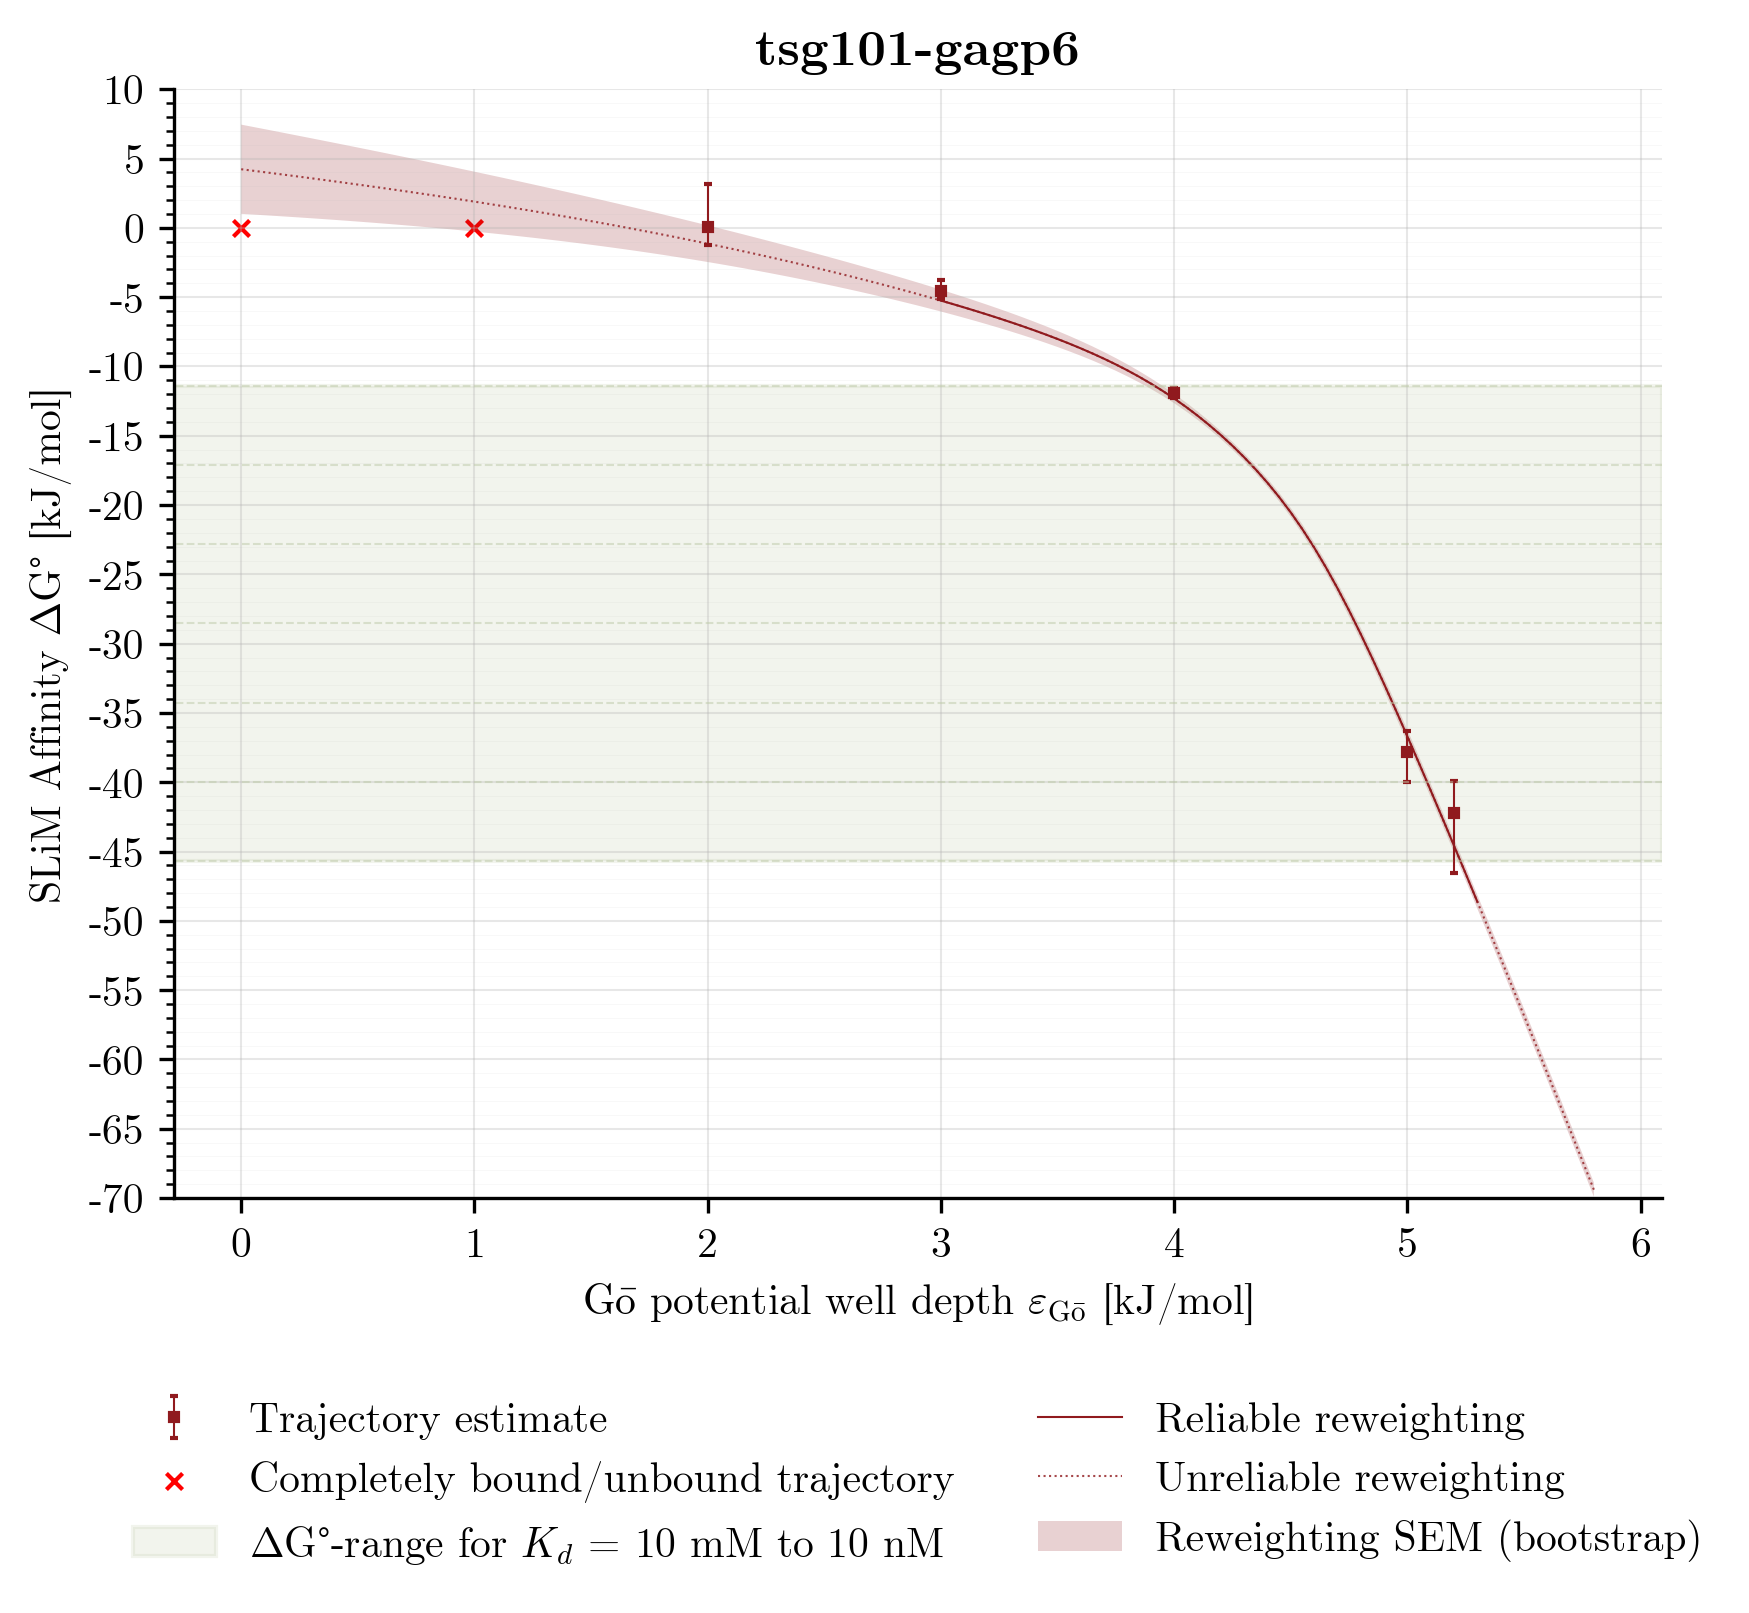 tsg101-gagp6
10
5
0
-5
-10
-15
-20
-25
-30
-35
-40
-45
-50
-55
-60
-65
-70
SLiM Affinity ΔG° [kJ/mol]
0 1 2 3 4 5 6
Gō potential well depth ε_Gō [kJ/mol]
Trajectory estimate
Completely bound/unbound trajectory
ΔG°-range for K_d = 10 mM to 10 nM
Reliable reweighting
Unreliable reweighting
Reweighting SEM (bootstrap)